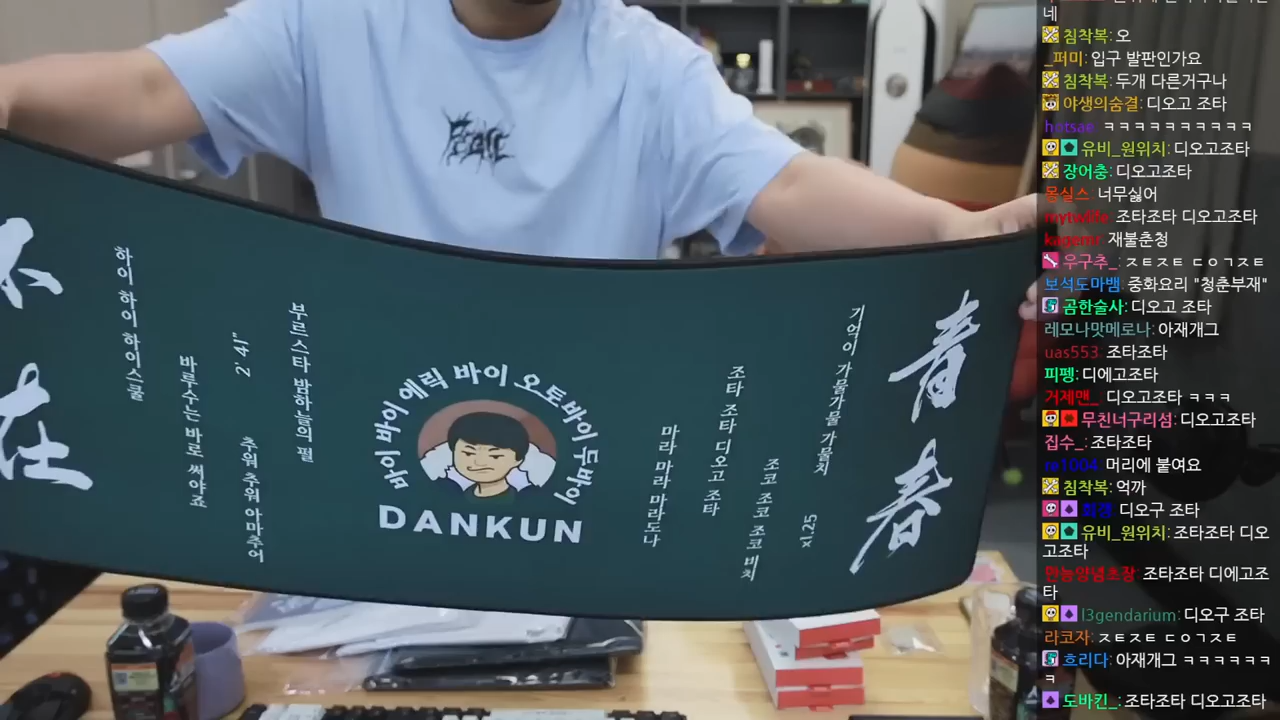 不
在
하이 하이 하이스쿨
바루수는 바로 써야죠
2' 41"
추워 추워 아마추어
부르스타 밤하늘의 펄
바이 바이 에릭 바이 오토바이 두바이
DANKUN
마라 마라 마라도나
조타 조타 디오고 조타
조코 조코 조코 비치
기억이 가물가물 가물치
x1.25
青
春
네
침착복: 오
_퍼미: 입구 발판인가요
침착복: 두개 다른거구나
야생의숨결: 디오고 조타
hotsae ㅋㅋㅋㅋㅋㅋㅋㅋㅋㅋ
유비_원위치: 디오고조타
장어충: 디오고조타
몽실스 너무싫어
mytwlife 조타조타 디오고조타
재불춘청
우구추_: ㅈㅌㅈㅌ ㄷㅇㄱㅈㅌ
보석도마뱀 중화요리 "청춘부재"
곰한술사: 디오고 조타
레모나맛메로나: 아재개그
uas553 조타조타
피펭: 디에고조타
거제맨_ 디오고조타 ㅋㅋㅋ
무친너구리섬: 디오고조타
집수_: 조타조타
re1004 머리에 붙여요
침착복: 억까
디오구 조타
유비_원위치: 조타조타 디오
고조타
만능양념초장: 조타조타 디에고조
타
l3gendarium: 디오구 조타
라코자: ㅈㅌㅈㅌ ㄷㅇㄱㅈㅌ
흐리다: 아재개그 ㅋㅋㅋㅋㅋㅋ
ㅋ
도바킨_: 조타조타 디오고조타